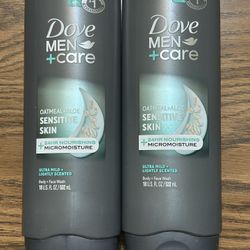 #1
Dove
MEN
+care
SENSITIVE
SKIN
+ 24HR NOURISHING
MICROMOISTURE
ULTRA MILD +
LIGHTLY SCENTED
Body + Face Wash
18 U.S. FL OZ/532 mL
#1
Dove
MEN
+care
SENSITIVE
SKIN
+ 24HR NOURISHING
MICROMOISTURE
ULTRA MILD +
LIGHTLY SCENTED
Body + Face Wash
18 U.S. FL OZ/532 mL